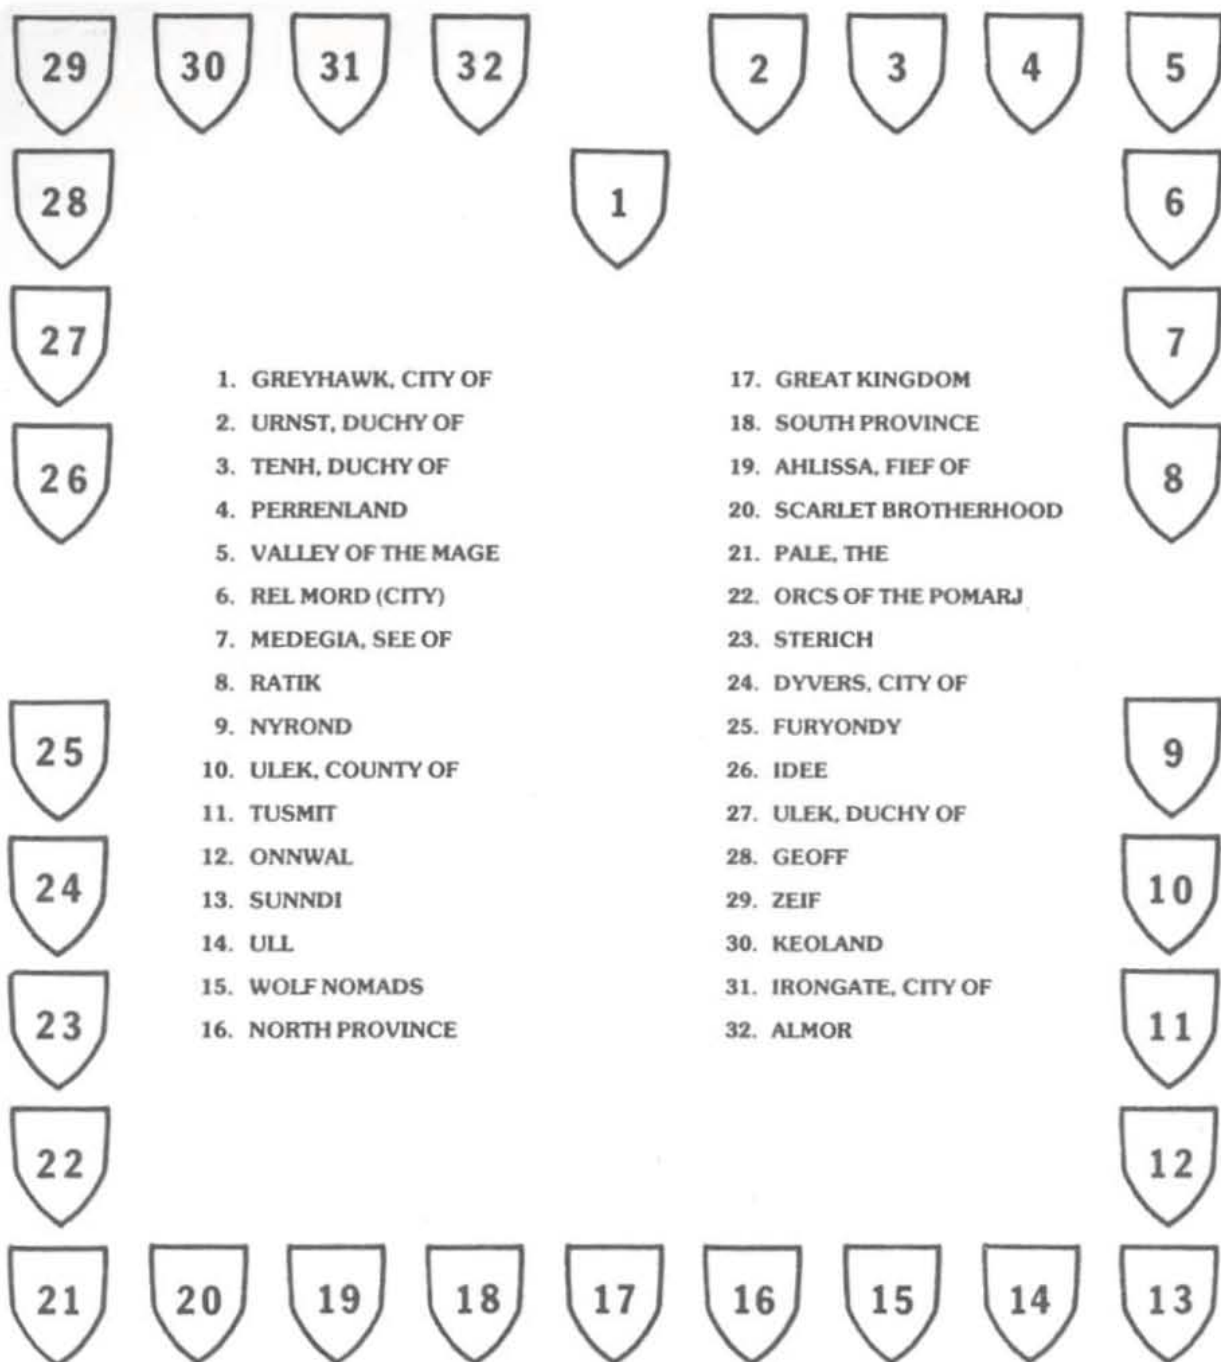 29 30 31 32 2 3 4 5
28 1 6
27 7
26 8
1. GREYHAWK, CITY OF
2. URNST, DUCHY OF
3. TENH, DUCHY OF
4. PERRENLAND
5. VALLEY OF THE MAGE
6. REL MORD (CITY)
7. MEDEGIA, SEE OF
8. RATIK
9. NYROND
10. ULEK, COUNTY OF
11. TUSMIT
12. ONNWAL
13. SUNNDI
14. ULL
15. WOLF NOMADS
16. NORTH PROVINCE
17. GREAT KINGDOM
18. SOUTH PROVINCE
19. AHLISSA, FIEF OF
20. SCARLET BROTHERHOOD
21. PALE, THE
22. ORCS OF THE POMARJ
23. STERICH
24. DYVERS, CITY OF
25. FURYONDY
26. IDEE
27. ULEK, DUCHY OF
28. GEOFF
29. ZEIF
30. KEOLAND
31. IRONGATE, CITY OF
32. ALMOR
25 9
24 10
23 11
22 12
21 20 19 18 17 16 15 14 13